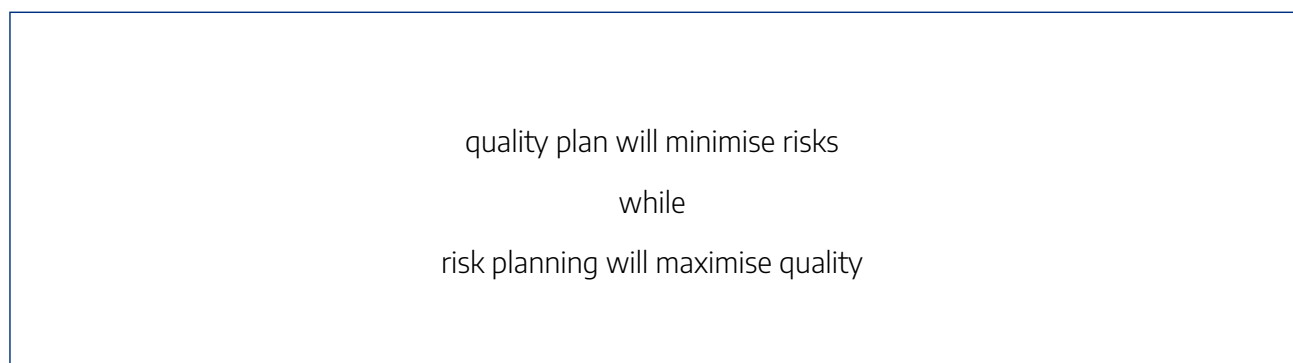 quality plan will minimise risks
while
risk planning will maximise quality